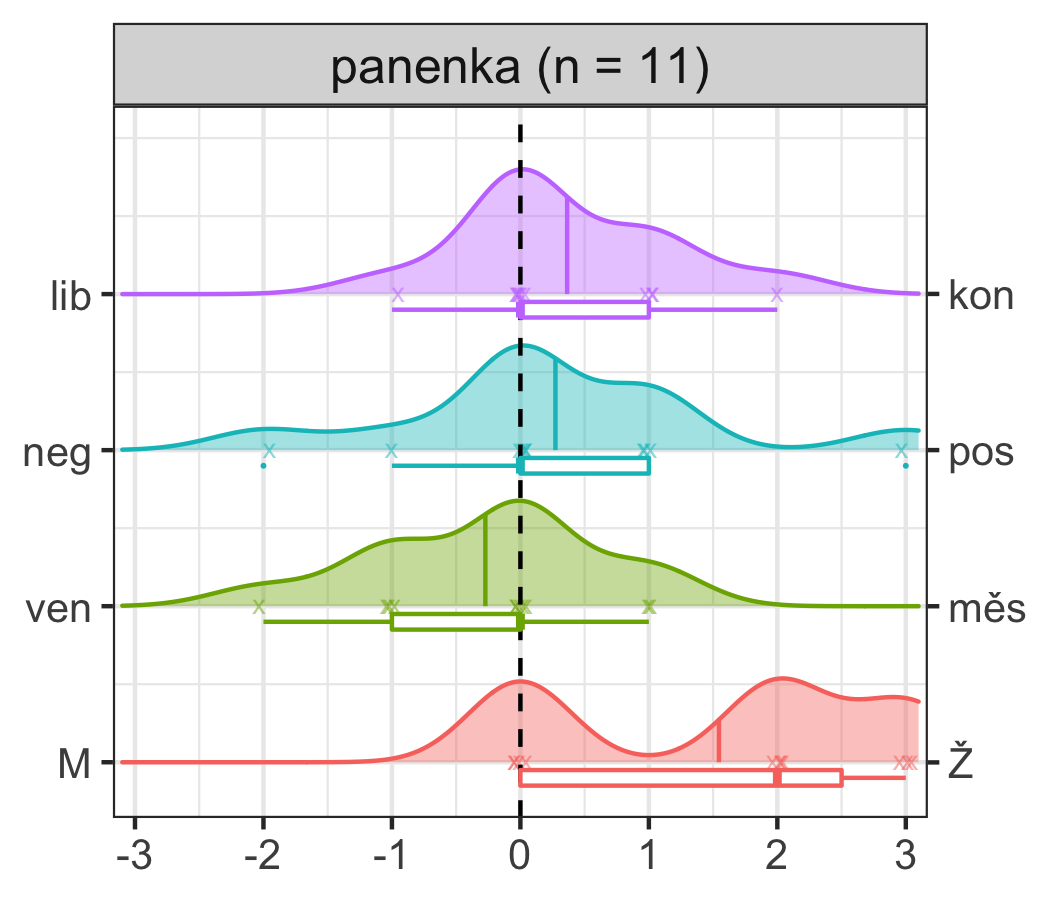 panenka (n = 11)
lib kon
neg pos
ven měs
M Ž
-3 -2 -1 0 1 2 3